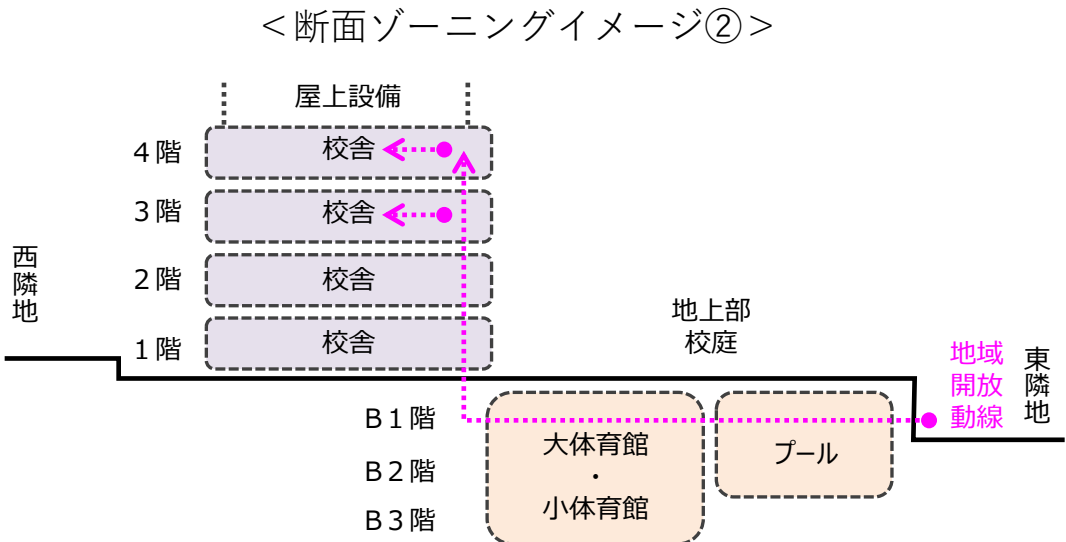 ＜断面ゾーニングイメージ②＞
屋上設備
４階
校舎
３階
校舎
西隣地
２階
校舎
１階
校舎
地上部
校庭
地域
開放
動線
東隣地
Ｂ１階
Ｂ２階
Ｂ３階
大体育館
・
小体育館
プール